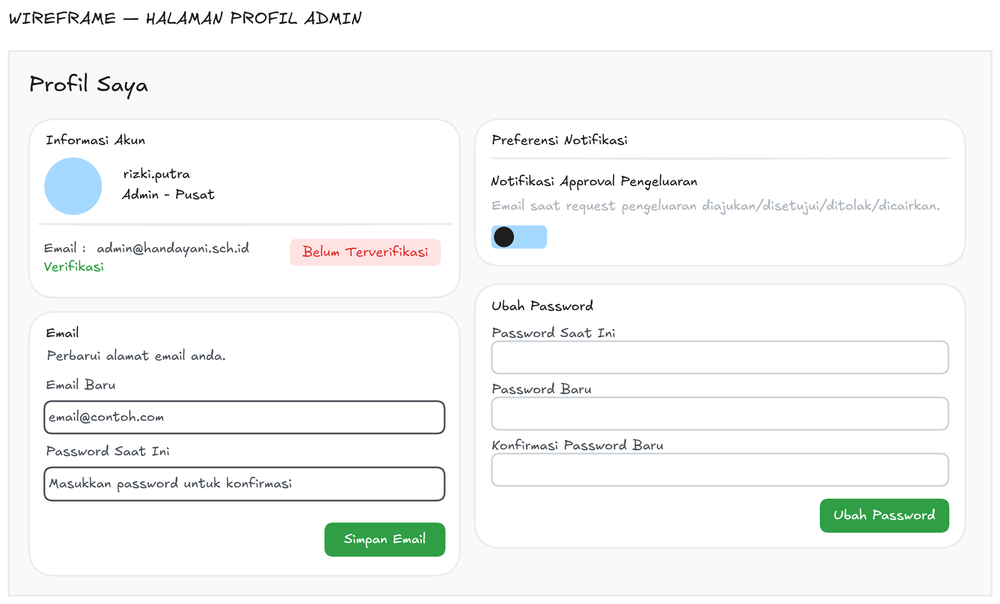 WIREFRAME — HALAMAN PROFIL ADMIN
Profil Saya
Informasi Akun
rizki.putra
Admin - Pusat
Email : admin@handayani.sch.id
Belum Terverifikasi
Verifikasi
Email
Perbarui alamat email anda.
Email Baru
email@contoh.com
Password Saat Ini
Masukkan password untuk konfirmasi
Simpan Email
Preferensi Notifikasi
Notifikasi Approval Pengeluaran
Email saat request pengeluaran diajukan/disetujui/ditolak/dicairkan.
Ubah Password
Password Saat Ini
Password Baru
Konfirmasi Password Baru
Ubah Password